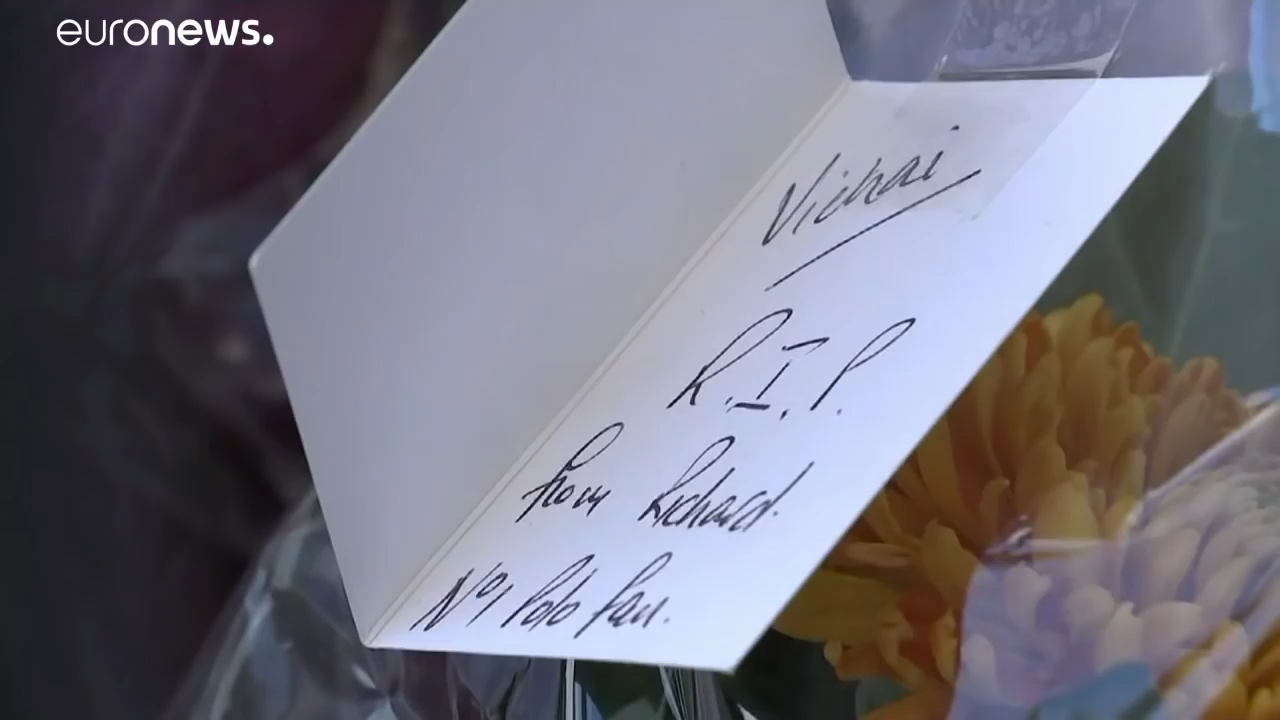 euronews.
Vichai
R.I.P.
from Richard
Nº1 Polo fan.